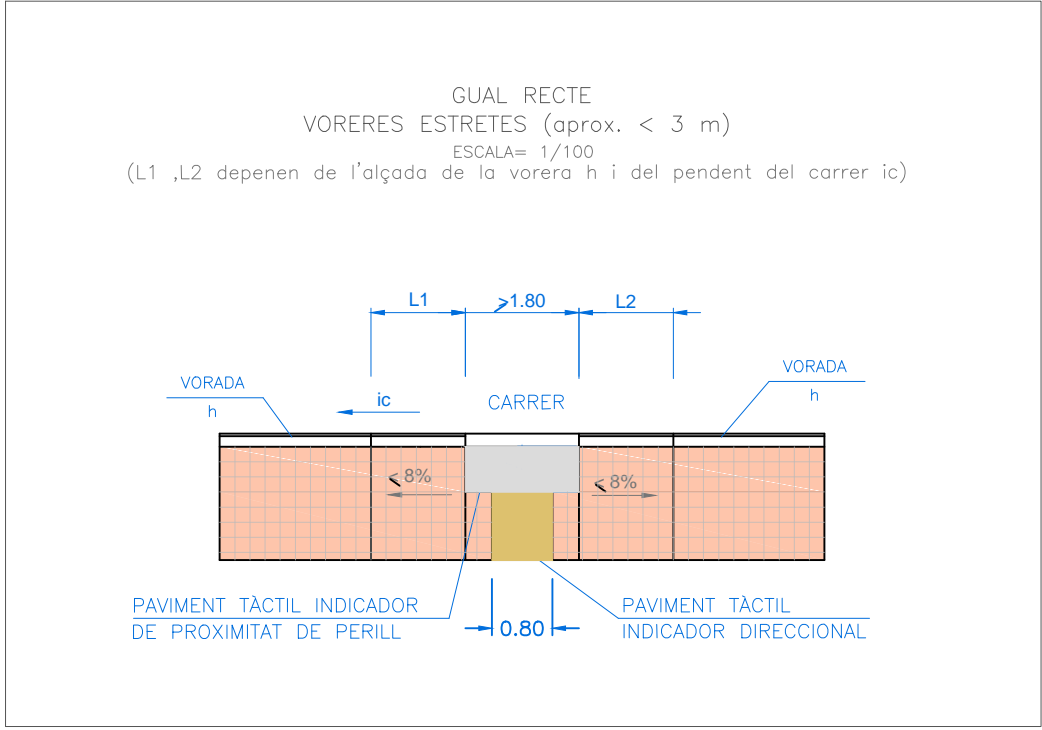 GUAL RECTE
VORERES ESTRETES (aprox. < 3 m)
ESCALA= 1/100
(L1 ,L2 depenen de l'alçada de la vorera h i del pendent del carrer ic)
L1
>1.80
L2
VORADA
h
ic
CARRER
VORADA
h
< 8%
< 8%
PAVIMENT TÀCTIL INDICADOR
DE PROXIMITAT DE PERILL
0.80
PAVIMENT TÀCTIL
INDICADOR DIRECCIONAL